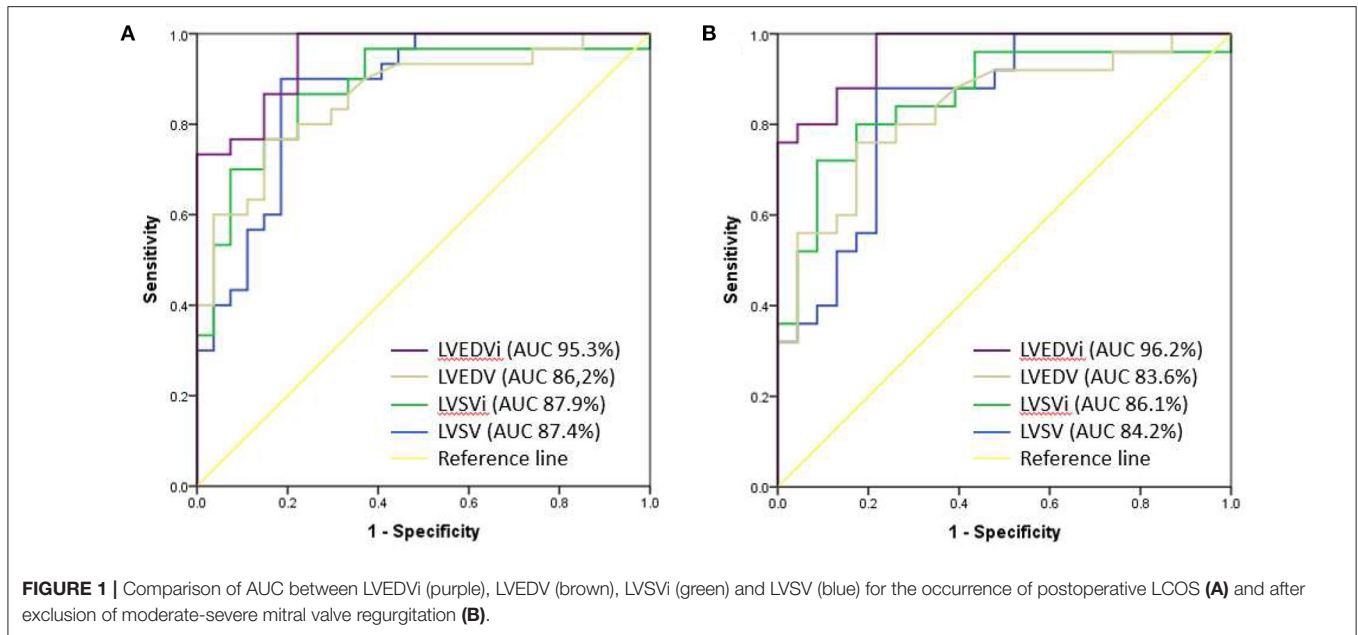 A
1.0
0.8
0.6
0.4
0.2
0.0
Sensitivity
0.0 0.2 0.4 0.6 0.8 1.0
1 - Specificity
LVEDVi (AUC 95.3%)
LVEDV (AUC 86,2%)
LVSVi (AUC 87.9%)
LVSV (AUC 87.4%)
Reference line
B
1.0
0.8
0.6
0.4
0.2
0.0
Sensitivity
0.0 0.2 0.4 0.6 0.8 1.0
1 - Specificity
LVEDVi (AUC 96.2%)
LVEDV (AUC 83.6%)
LVSVi (AUC 86.1%)
LVSV (AUC 84.2%)
Reference line
FIGURE 1 | Comparison of AUC between LVEDVi (purple), LVEDV (brown), LVSVi (green) and LVSV (blue) for the occurrence of postoperative LCOS (A) and after
exclusion of moderate-severe mitral valve regurgitation (B).